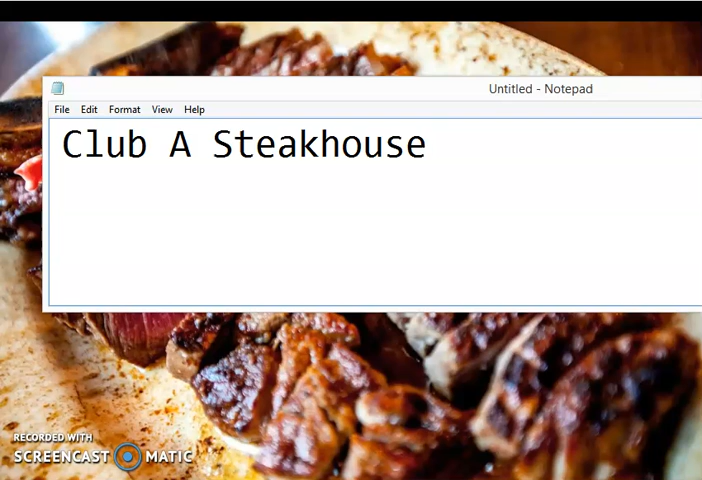 Untitled - Notepad
File Edit Format View Help
Club A Steakhouse
RECORDED WITH
SCREENCAST MATIC